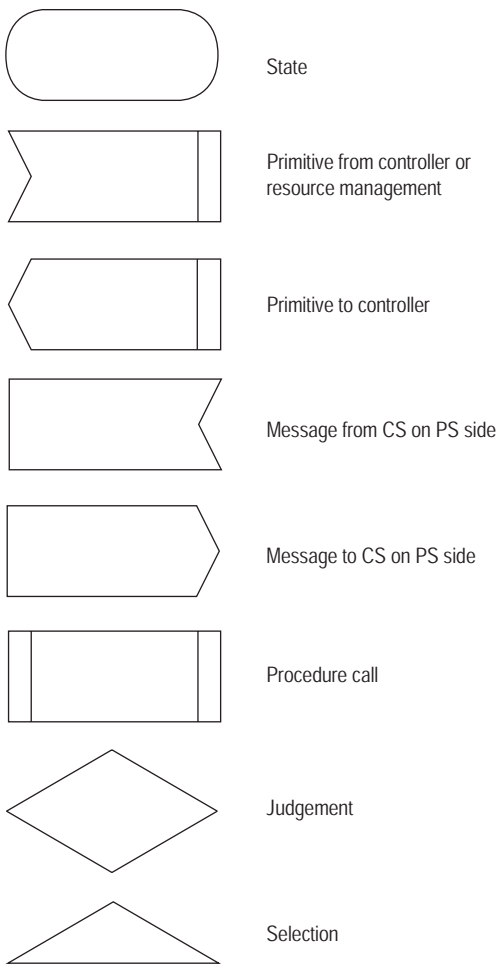 State
Primitive from controller or
resource management
Primitive to controller
Message from CS on PS side
Message to CS on PS side
Procedure call
Judgement
Selection